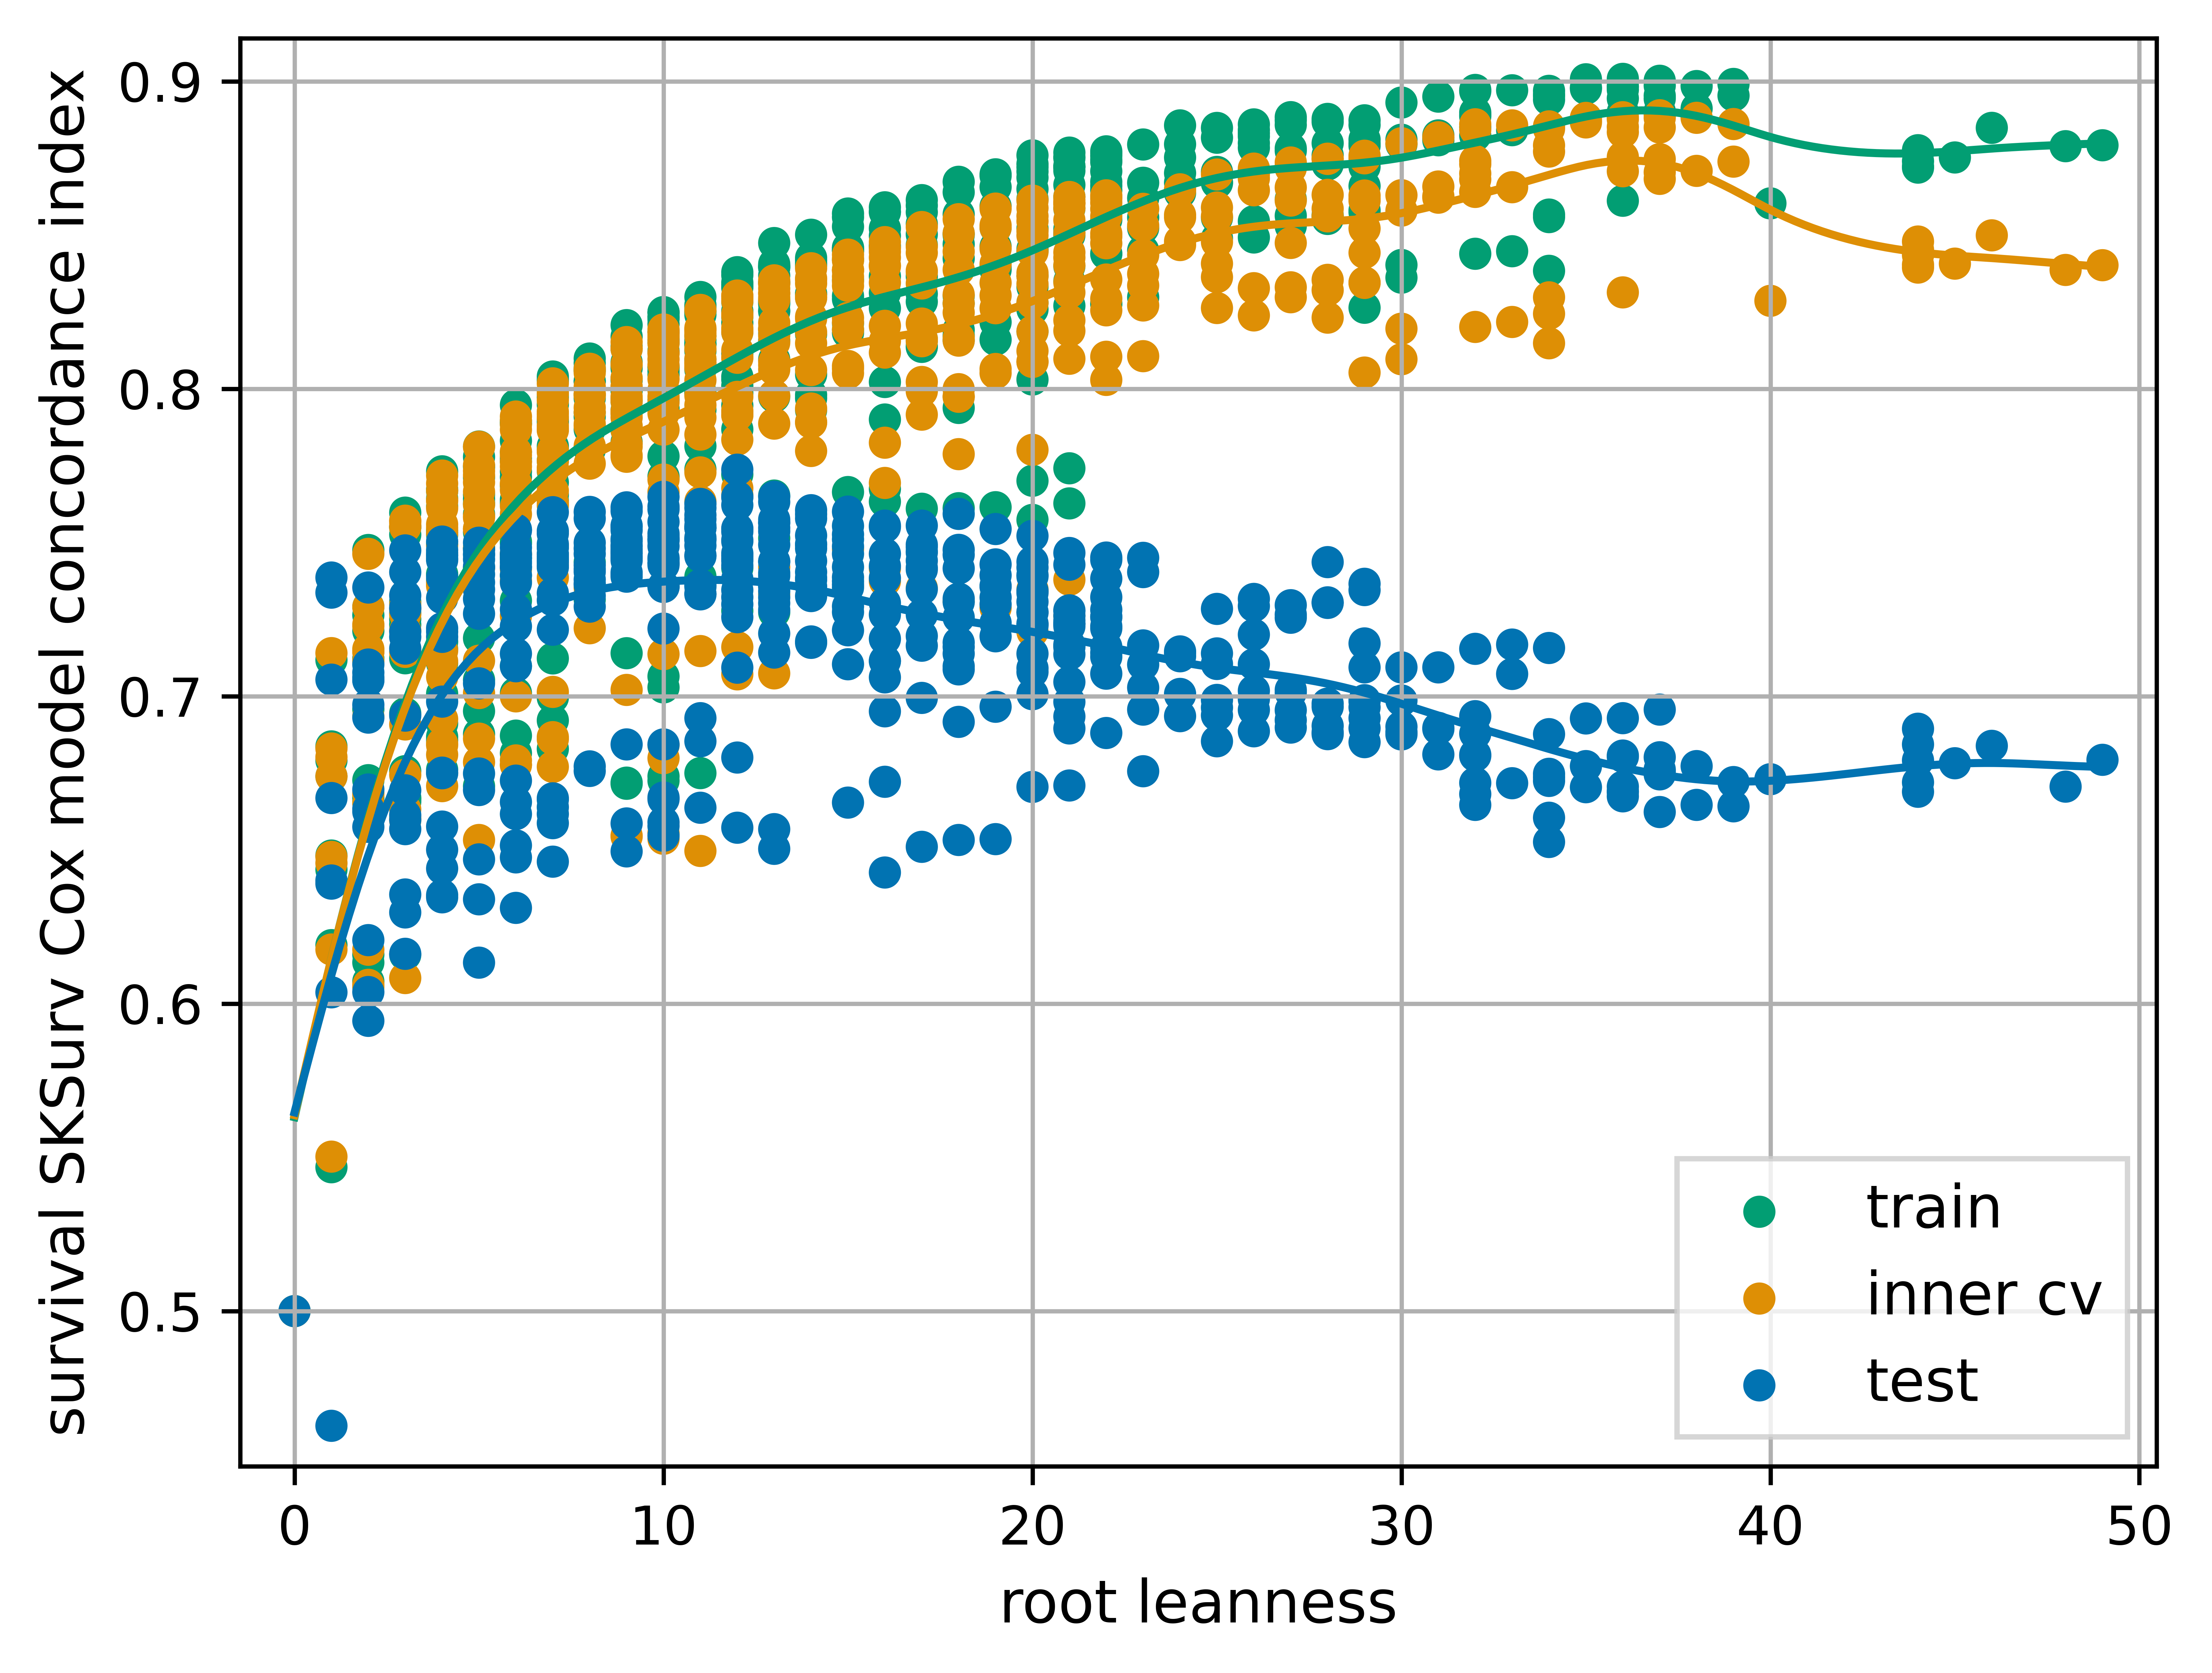 survival SKSurv Cox model concordance index
0.9
0.8
0.7
0.6
0.5
train
inner cv
test
0 10 20 30 40 50
root leanness